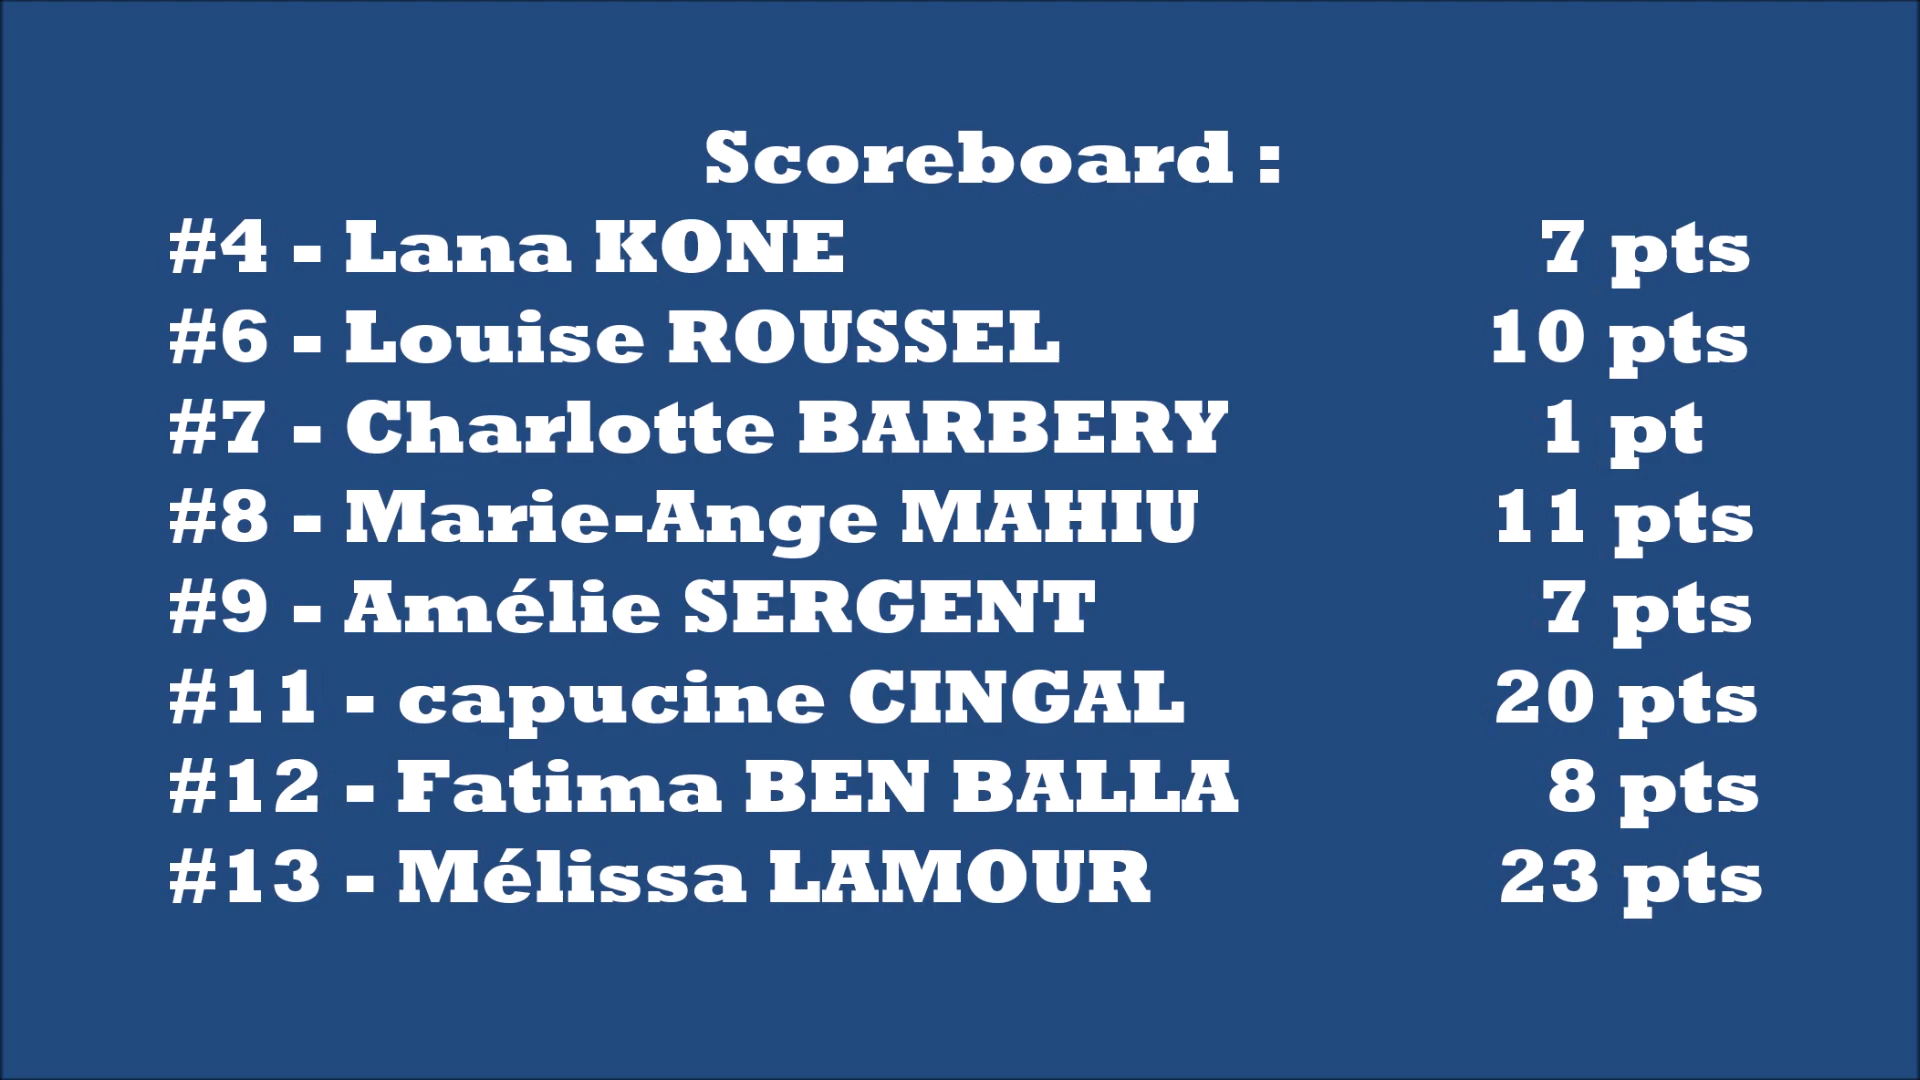 Scoreboard :
#4 - Lana KONE 7 pts
#6 - Louise ROUSSEL 10 pts
#7 - Charlotte BARBERY 1 pt
#8 - Marie-Ange MAHIU 11 pts
#9 - Amélie SERGENT 7 pts
#11 - capucine CINGAL 20 pts
#12 - Fatima BEN BALLA 8 pts
#13 - Mélissa LAMOUR 23 pts